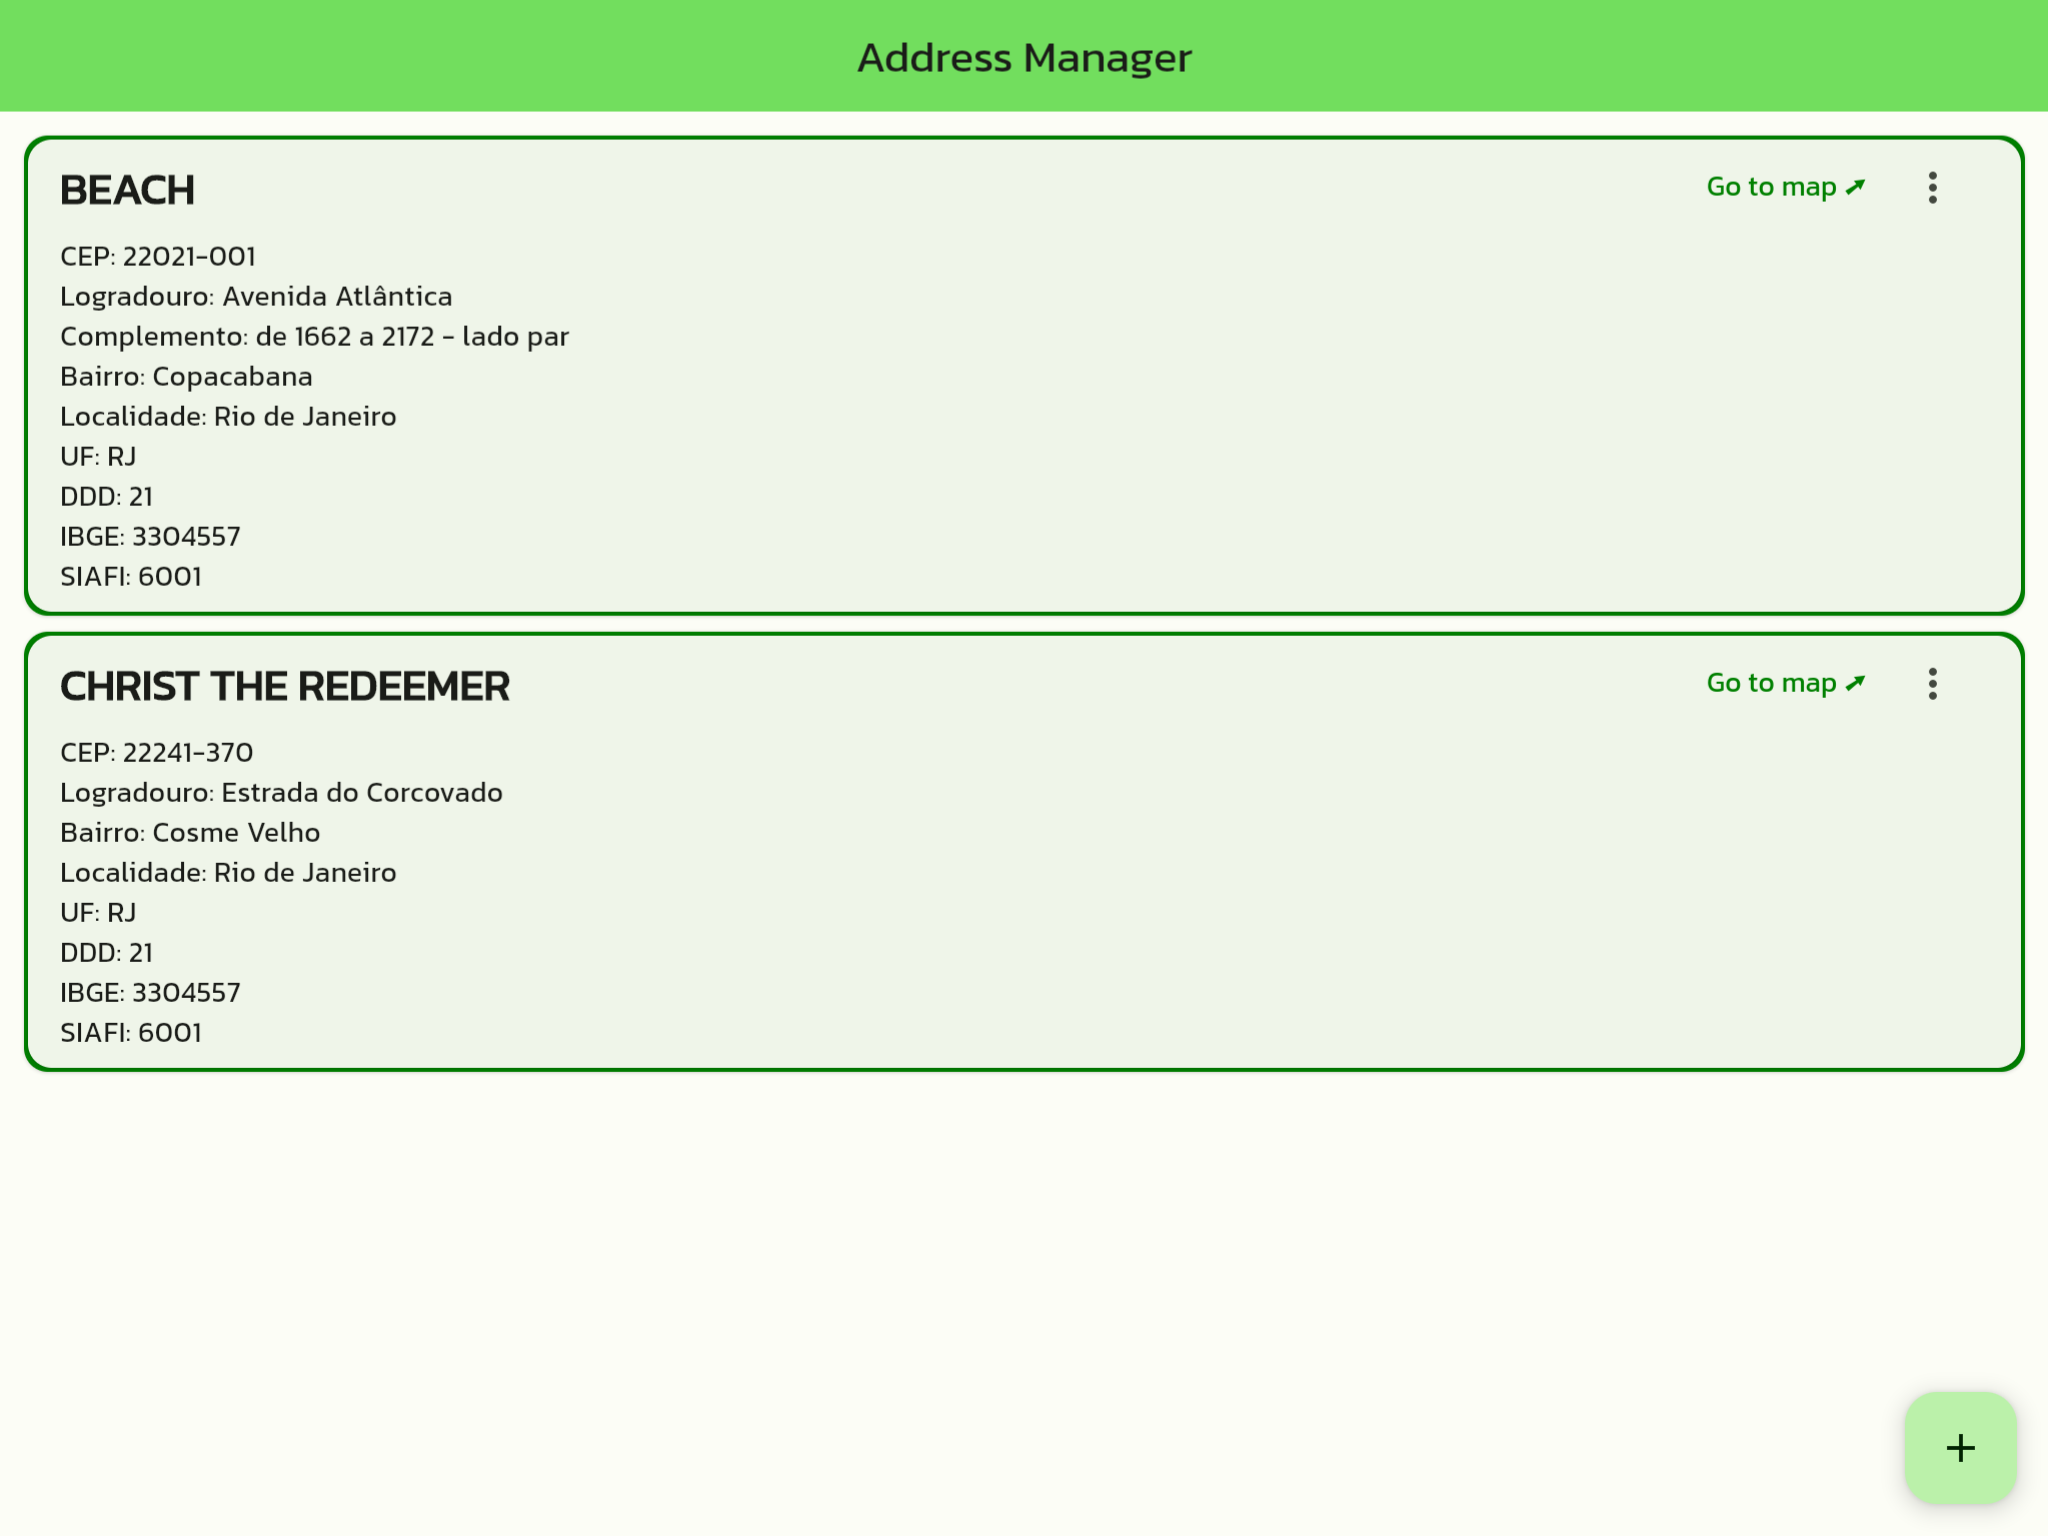 Address Manager
BEACH
Go to map
CEP: 22021-001
Logradouro: Avenida Atlântica
Complemento: de 1662 a 2172 - lado par
Bairro: Copacabana
Localidade: Rio de Janeiro
UF: RJ
DDD: 21
IBGE: 3304557
SIAFI: 6001
CHRIST THE REDEEMER
Go to map
CEP: 22241-370
Logradouro: Estrada do Corcovado
Bairro: Cosme Velho
Localidade: Rio de Janeiro
UF: RJ
DDD: 21
IBGE: 3304557
SIAFI: 6001
+